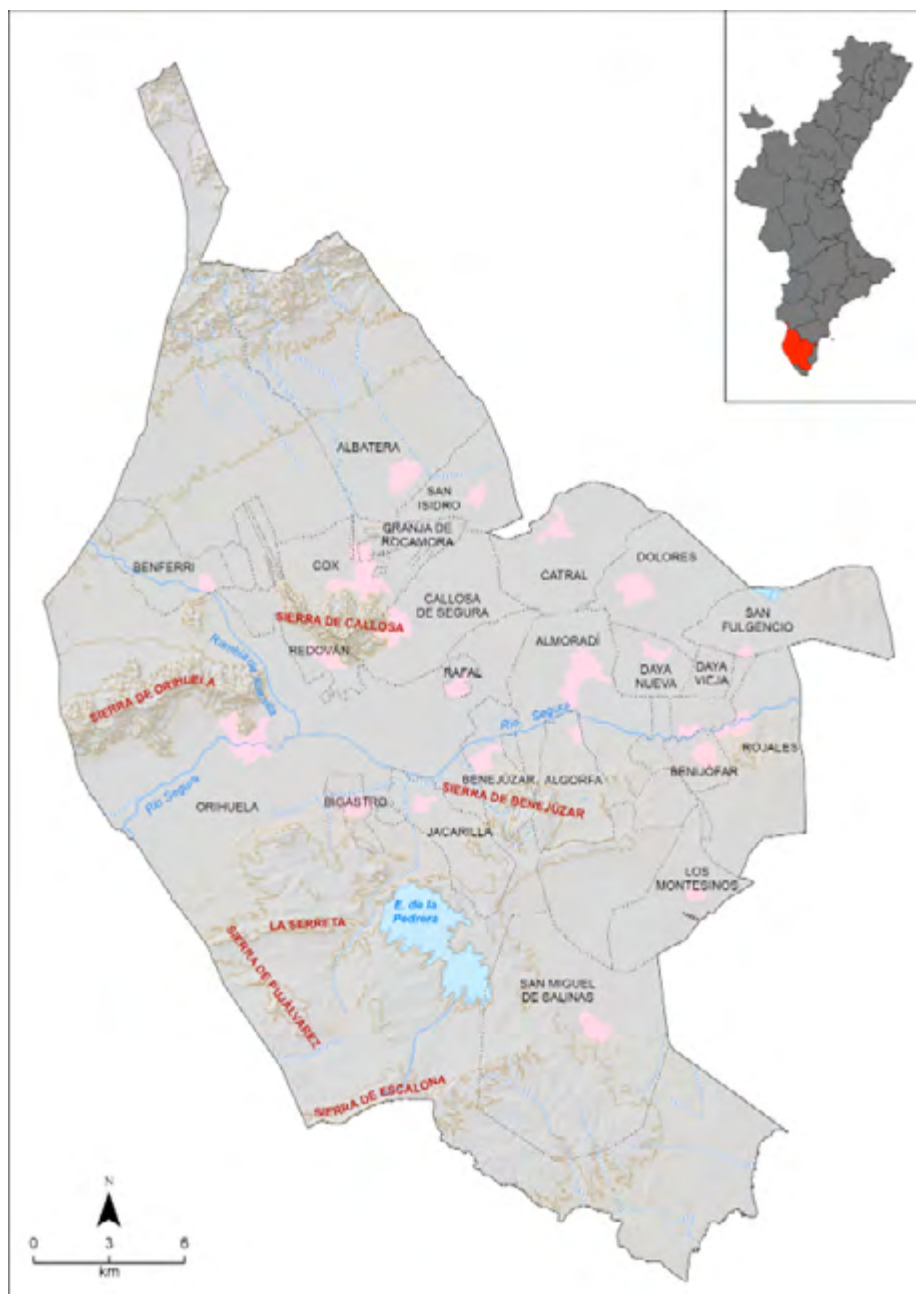 ALBATERA
SAN
ISIDRO
GRANJA DE
ROCAMORA
DOLORES
BENFERRI
COX
CATRAL
CALLOSA
DE SEGURA
SAN
FULGENCIO
SIERRA DE CALLOSA
ALMORADÍ
REDOVÁN
RAFAL
DAYA
NUEVA
DAYA
VIEJA
SIERRA DE ORIHUELA
Río Segura
ROJALES
Río Segura
BENEJÚZAR
ALGORFA
BENIJOFAR
SIERRA DE BENEJÚZAR
ORIHUELA
BIGASTRO
JACARILLA
LOS
MONTESINOS
E. de la
Pedrera
LA SERRETA
SIERRA DE PUJALVAREZ
SAN MIGUEL
DE SALINAS
SIERRA DE ESCALONA
N
0 3 6
km